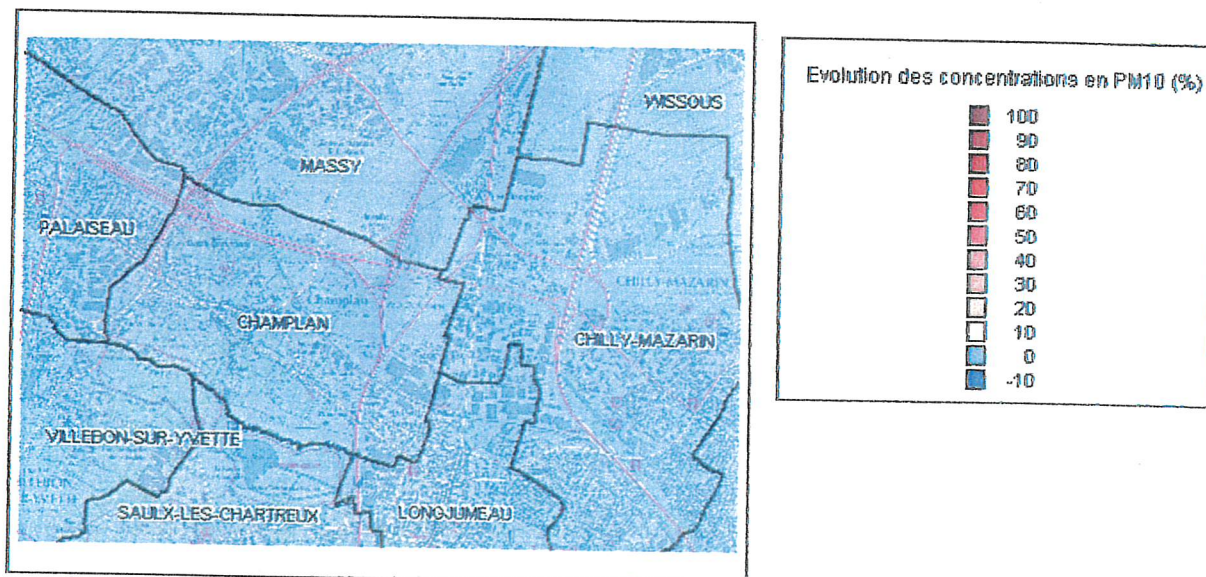 WISSOUS
MASSY
PALAISEAU
CHILLY-MAZARIN
Champlan
CHAMPLAN
CHILLY-MAZARIN
VILLEBON-SUR-YVETTE
SAULX-LES-CHARTREUX
LONGJUMEAU
Evolution des concentrations en PM10 (%)
100
90
80
70
60
50
40
30
20
10
0
-10